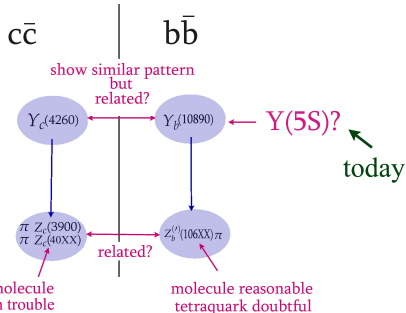 cc̄ bb̄
show similar pattern
but
related?
Y_c(4260) Y_b(10890) Y(5S)?
today
π Z_c(3900)
π Z_c(40XX) Z_b^(′)(106XX)π
related?
molecule molecule reasonable
trouble tetraquark doubtful